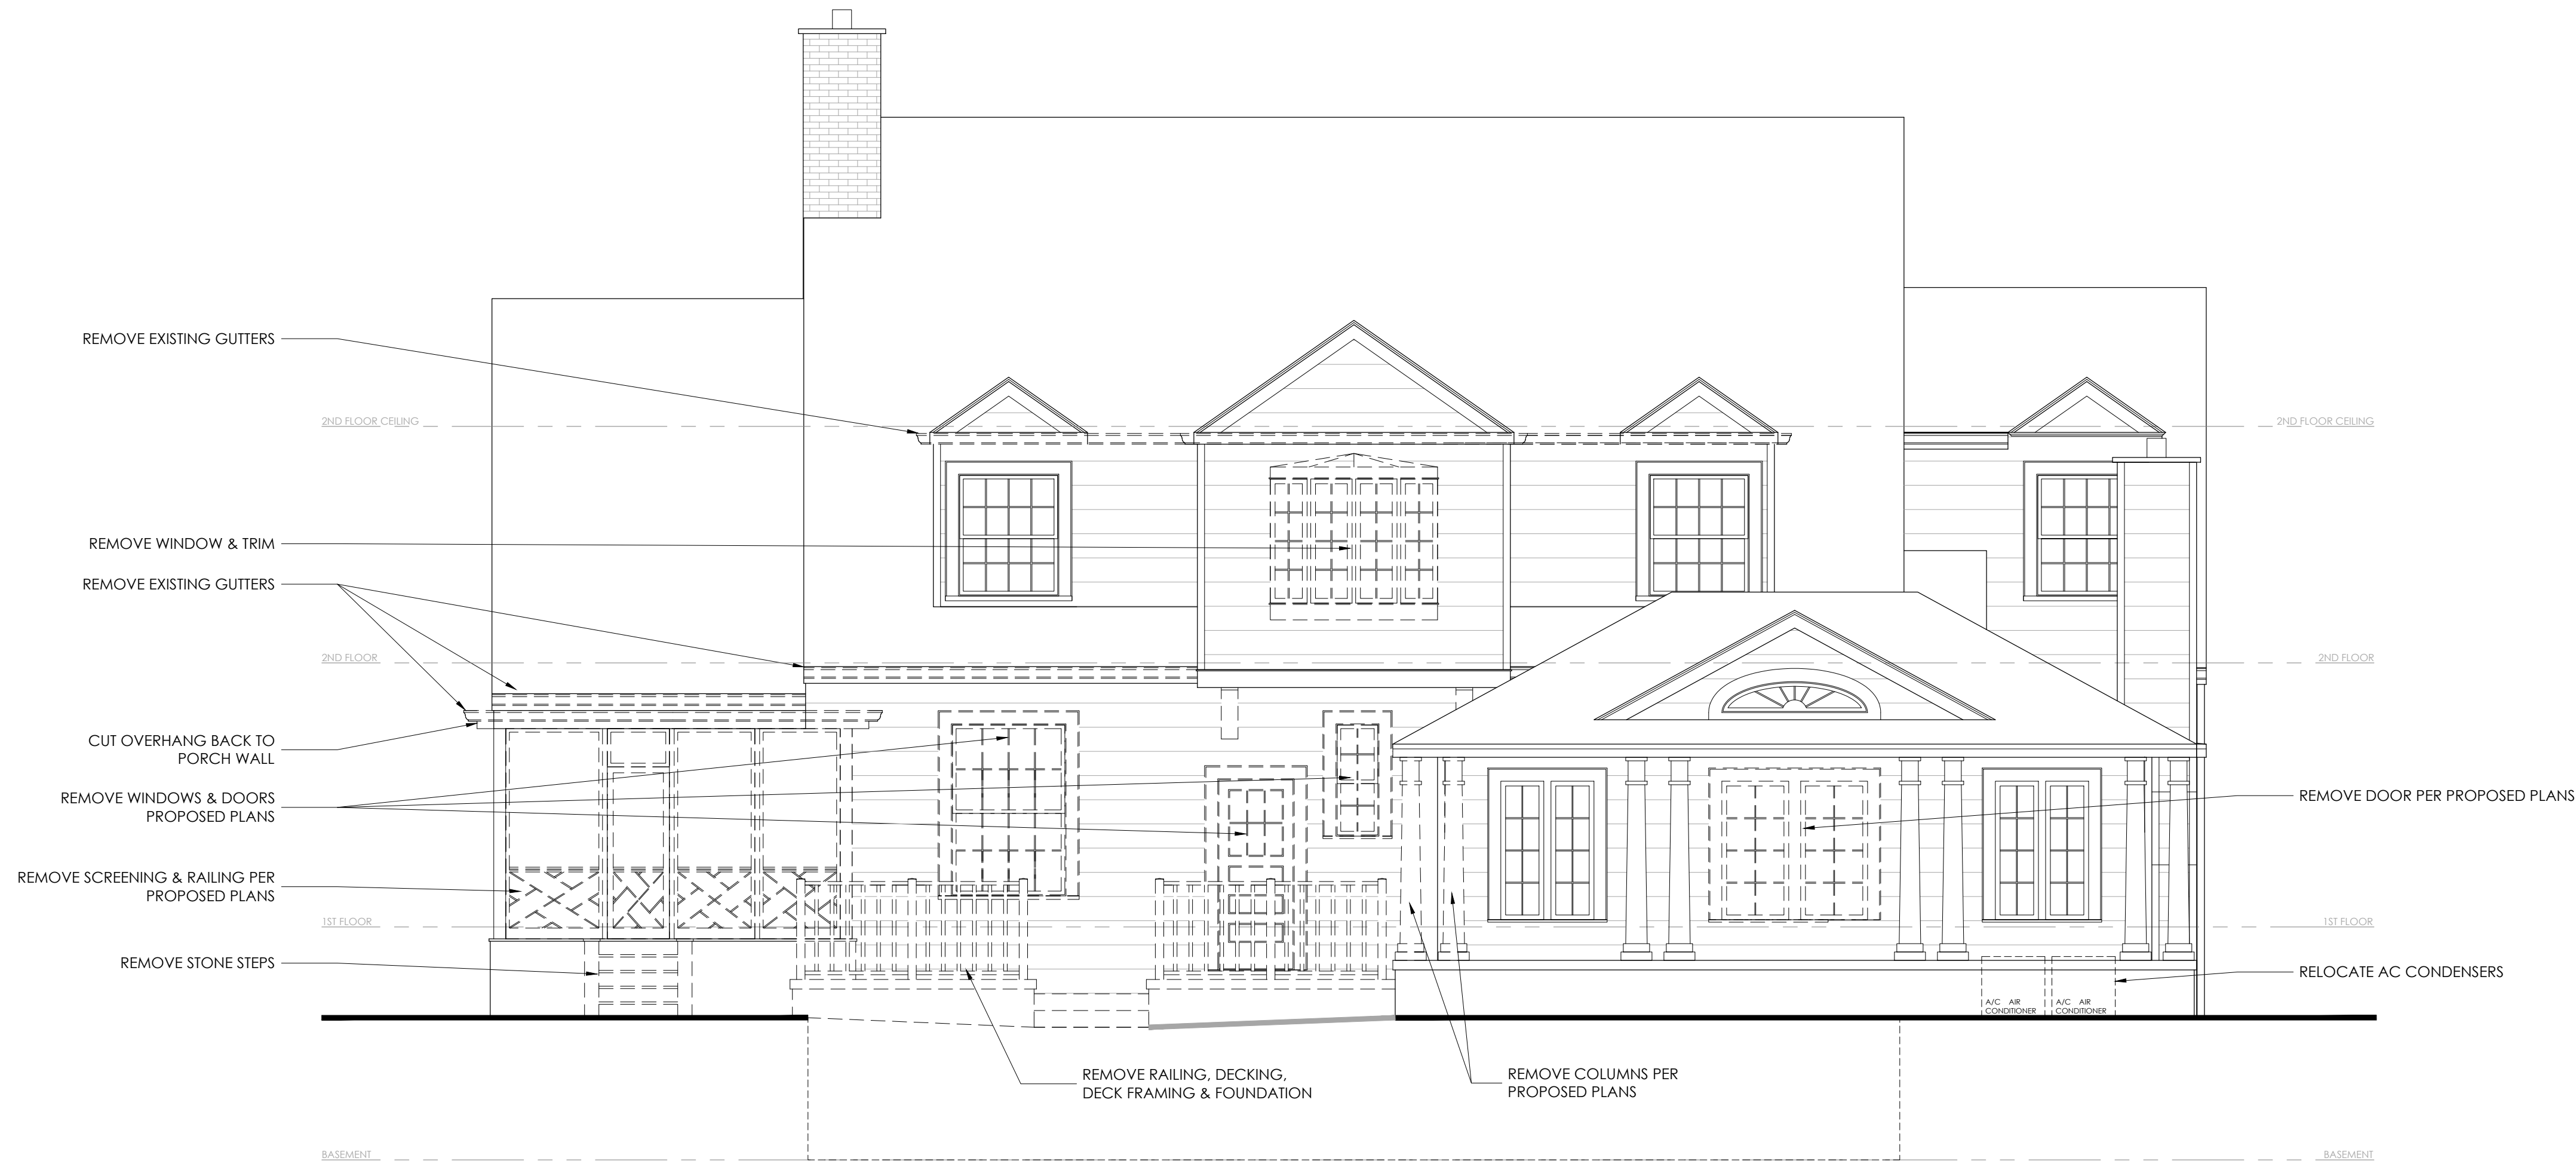 REMOVE EXISTING GUTTERS
2ND FLOOR CEILING
2ND FLOOR CEILING
REMOVE WINDOW & TRIM
REMOVE EXISTING GUTTERS
2ND FLOOR
2ND FLOOR
CUT OVERHANG BACK TO
PORCH WALL
REMOVE WINDOWS & DOORS
PROPOSED PLANS
REMOVE DOOR PER PROPOSED PLANS
REMOVE SCREENING & RAILING PER
PROPOSED PLANS
1ST FLOOR
1ST FLOOR
REMOVE STONE STEPS
RELOCATE AC CONDENSERS
A/C AIR
CONDITIONER
A/C AIR
CONDITIONER
REMOVE RAILING, DECKING,
DECK FRAMING & FOUNDATION
REMOVE COLUMNS PER
PROPOSED PLANS
BASEMENT
BASEMENT